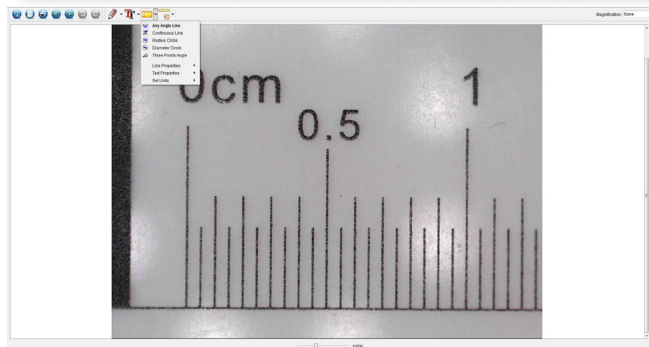 Magnification: None
Any Angle Line
Continuous Line
Radius Circle
Diameter Circle
Three Points Angle
Line Properties
Text Properties
Set Units
0cm
0.5
1
100%